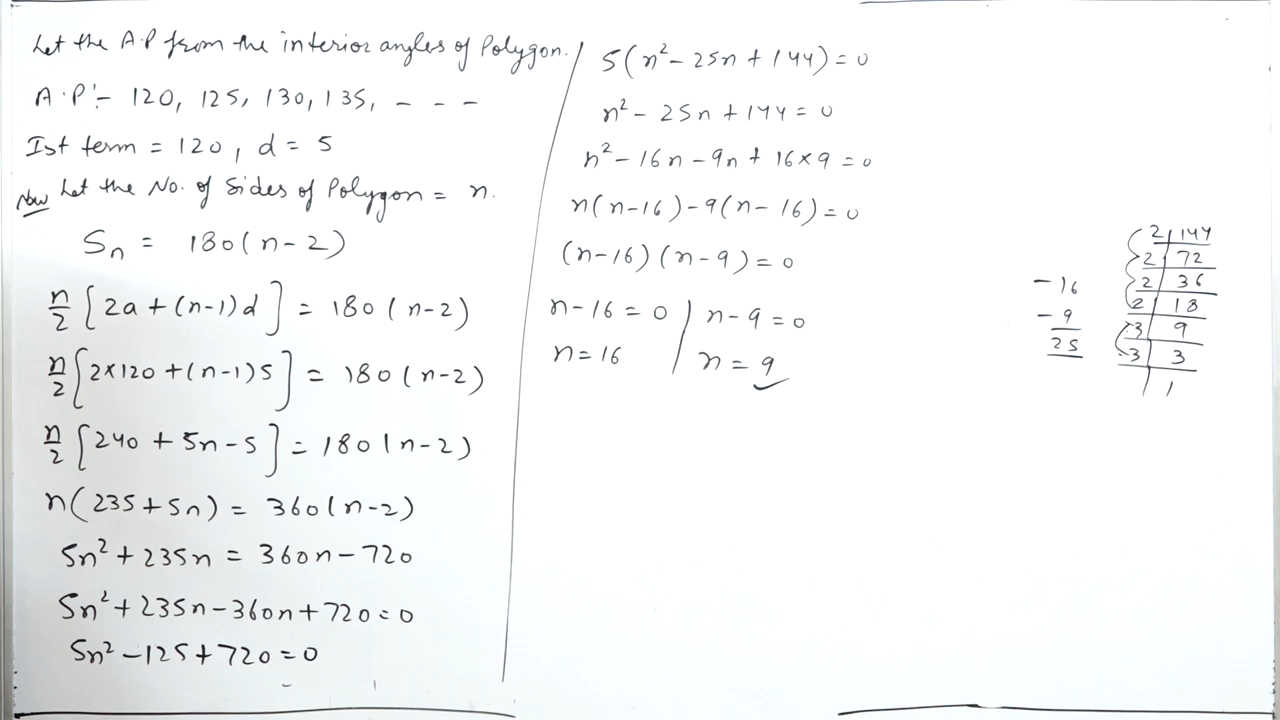 Let the A.P from the interior angles of Polygon.
A.P:- 120, 125, 130, 135, - - -
Ist term = 120, d = 5
Now Let the No. of Sides of Polygon = n.
Sn = 180(n-2)
n/2 [2a + (n-1)d] = 180(n-2)
n/2 [2×120 + (n-1)5] = 180(n-2)
n/2 [240 + 5n - 5] = 180(n-2)
n(235 + 5n) = 360(n-2)
5n² + 235n = 360n - 720
5n² + 235n - 360n + 720 = 0
5n² - 125 + 720 = 0
5(n² - 25n + 144) = 0
n² - 25n + 144 = 0
n² - 16n - 9n + 16×9 = 0
n(n-16) - 9(n-16) = 0
(n-16)(n-9) = 0
n-16 = 0 / n-9 = 0
n = 16 / n = 9 ✓
-16
-9
25
2 | 144
2 | 72
2 | 36
2 | 18
3 | 9
3 | 3
| 1